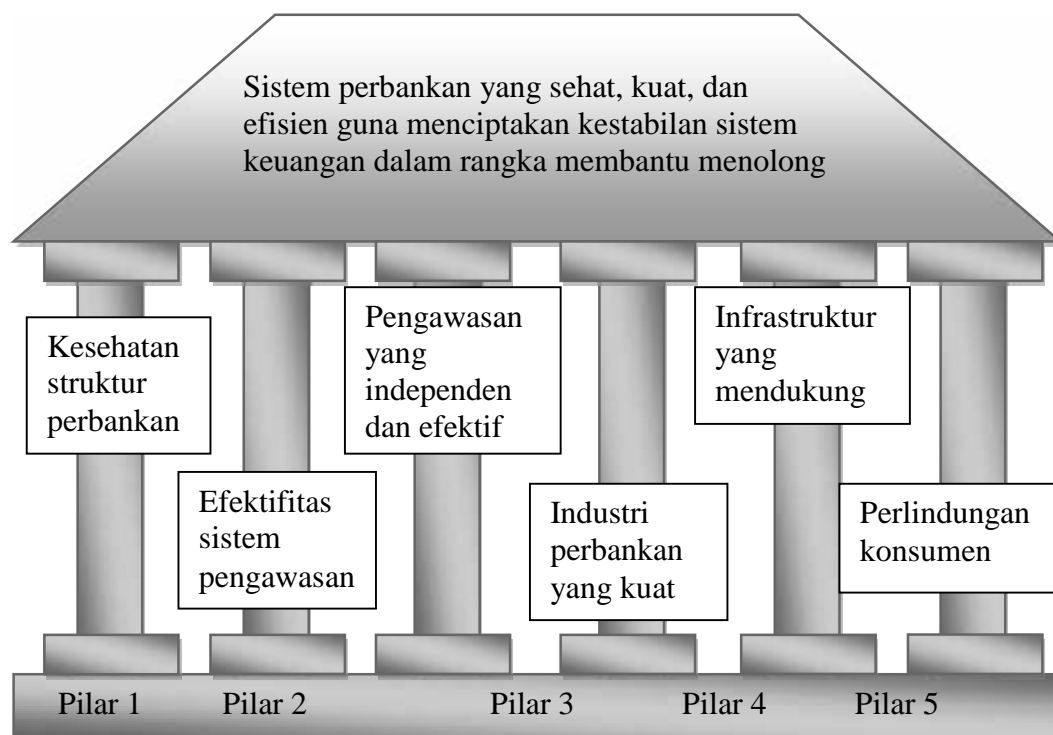 Sistem perbankan yang sehat, kuat, dan
efisien guna menciptakan kestabilan sistem
keuangan dalam rangka membantu menolong
Kesehatan
struktur
perbankan
Efektifitas
sistem
pengawasan
Pengawasan
yang
independen
dan efektif
Industri
perbankan
yang kuat
Infrastruktur
yang
mendukung
Perlindungan
konsumen
Pilar 1 Pilar 2 Pilar 3 Pilar 4 Pilar 5